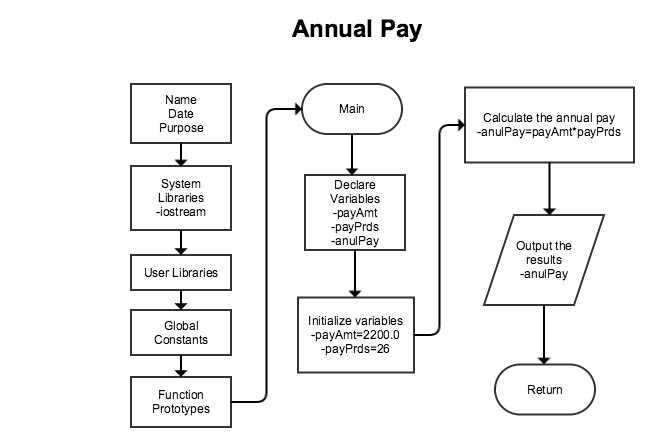 Annual Pay
Name
Date
Purpose
System
Libraries
-iostream
User Libraries
Global
Constants
Function
Prototypes
Main
Declare
Variables
-payAmt
-payPrds
-anulPay
Initialize variables
-payAmt=2200.0
-payPrds=26
Calculate the annual pay
-anulPay=payAmt*payPrds
Output the
results
-anulPay
Return